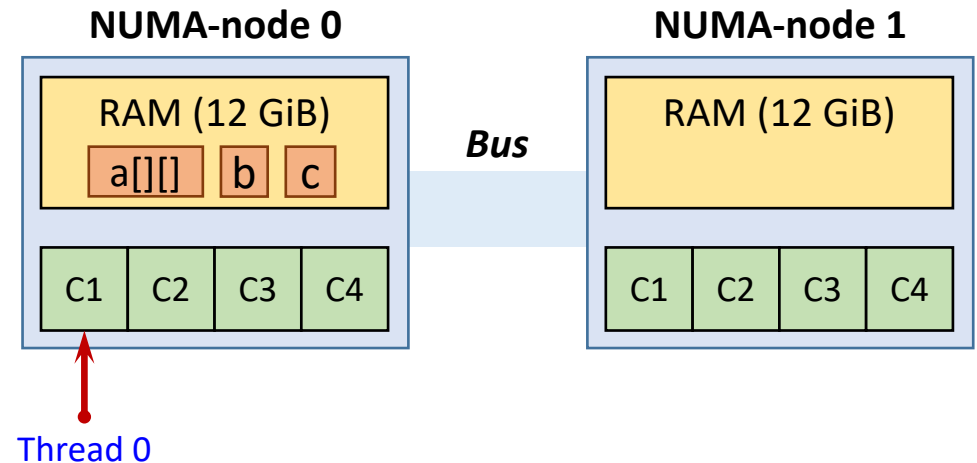 NUMA-node 0
NUMA-node 1
RAM (12 GiB)
a[][] b c
Bus
RAM (12 GiB)
C1 C2 C3 C4
C1 C2 C3 C4
Thread 0